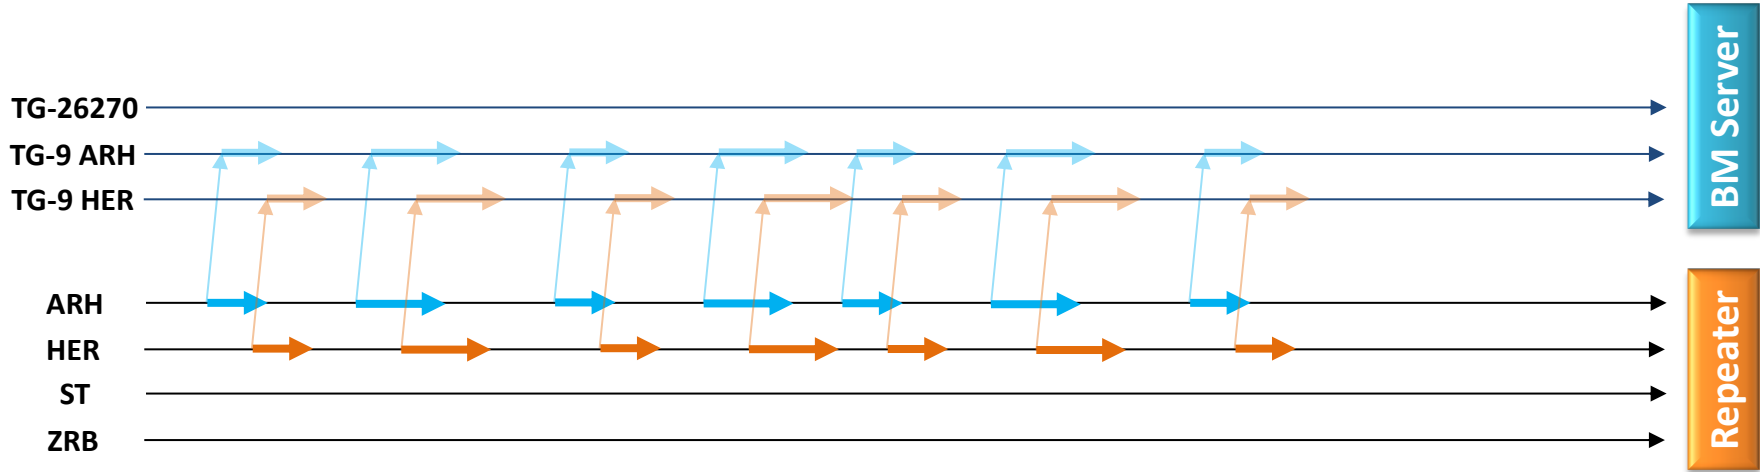 TG-26270
TG-9 ARH
TG-9 HER
BM Server
ARH
HER
ST
ZRB
Repeater